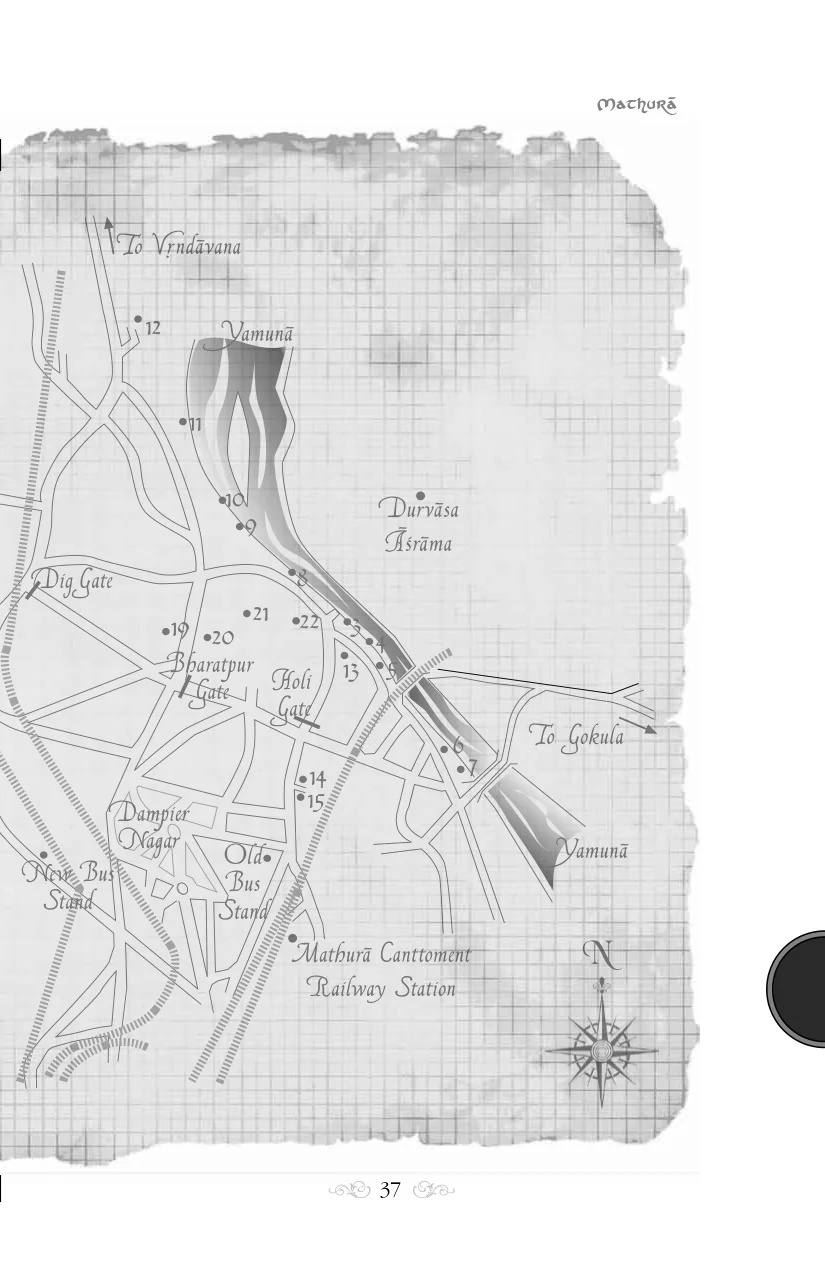 Mathurā
To Vṛndāvana
12
Yamunā
11
10
9
Durvāsa
Āśrāma
8
Dig Gate
21
22
3
19
20
4
13
5
Bharatpur
Gate
Holi
Gate
To Gokula
6
7
14
15
Dampier
Nagar
Old
Bus
Stand
New Bus
Stand
Yamunā
Mathurā Canttoment
Railway Station
N
37